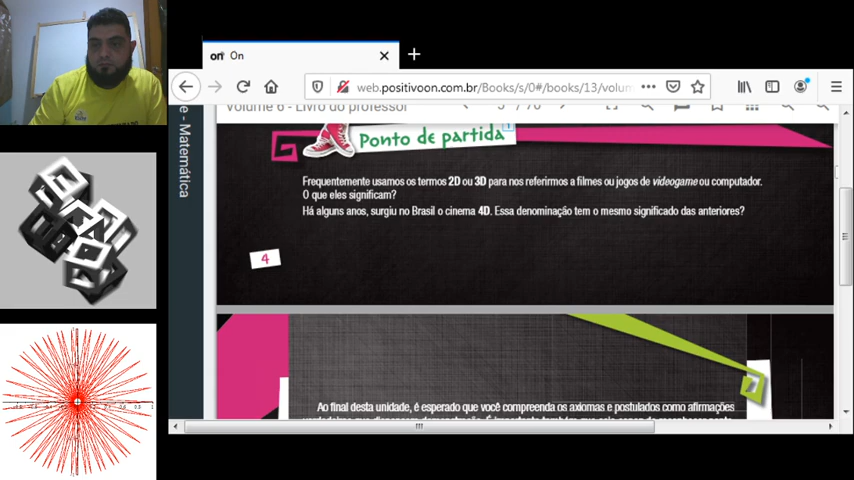 On
web.positivoon.com.br/Books/s/0#/books/13/volum
Volume 6 - Livro do professor
e - Matemática
Ponto de partida
Frequentemente usamos os termos 2D ou 3D para nos referirmos a filmes ou jogos de videogame ou computador.
O que eles significam?
Há alguns anos, surgiu no Brasil o cinema 4D. Essa denominação tem o mesmo significado das anteriores?
4
Ao final desta unidade, é esperado que você compreenda os axiomas e postulados como afirmações